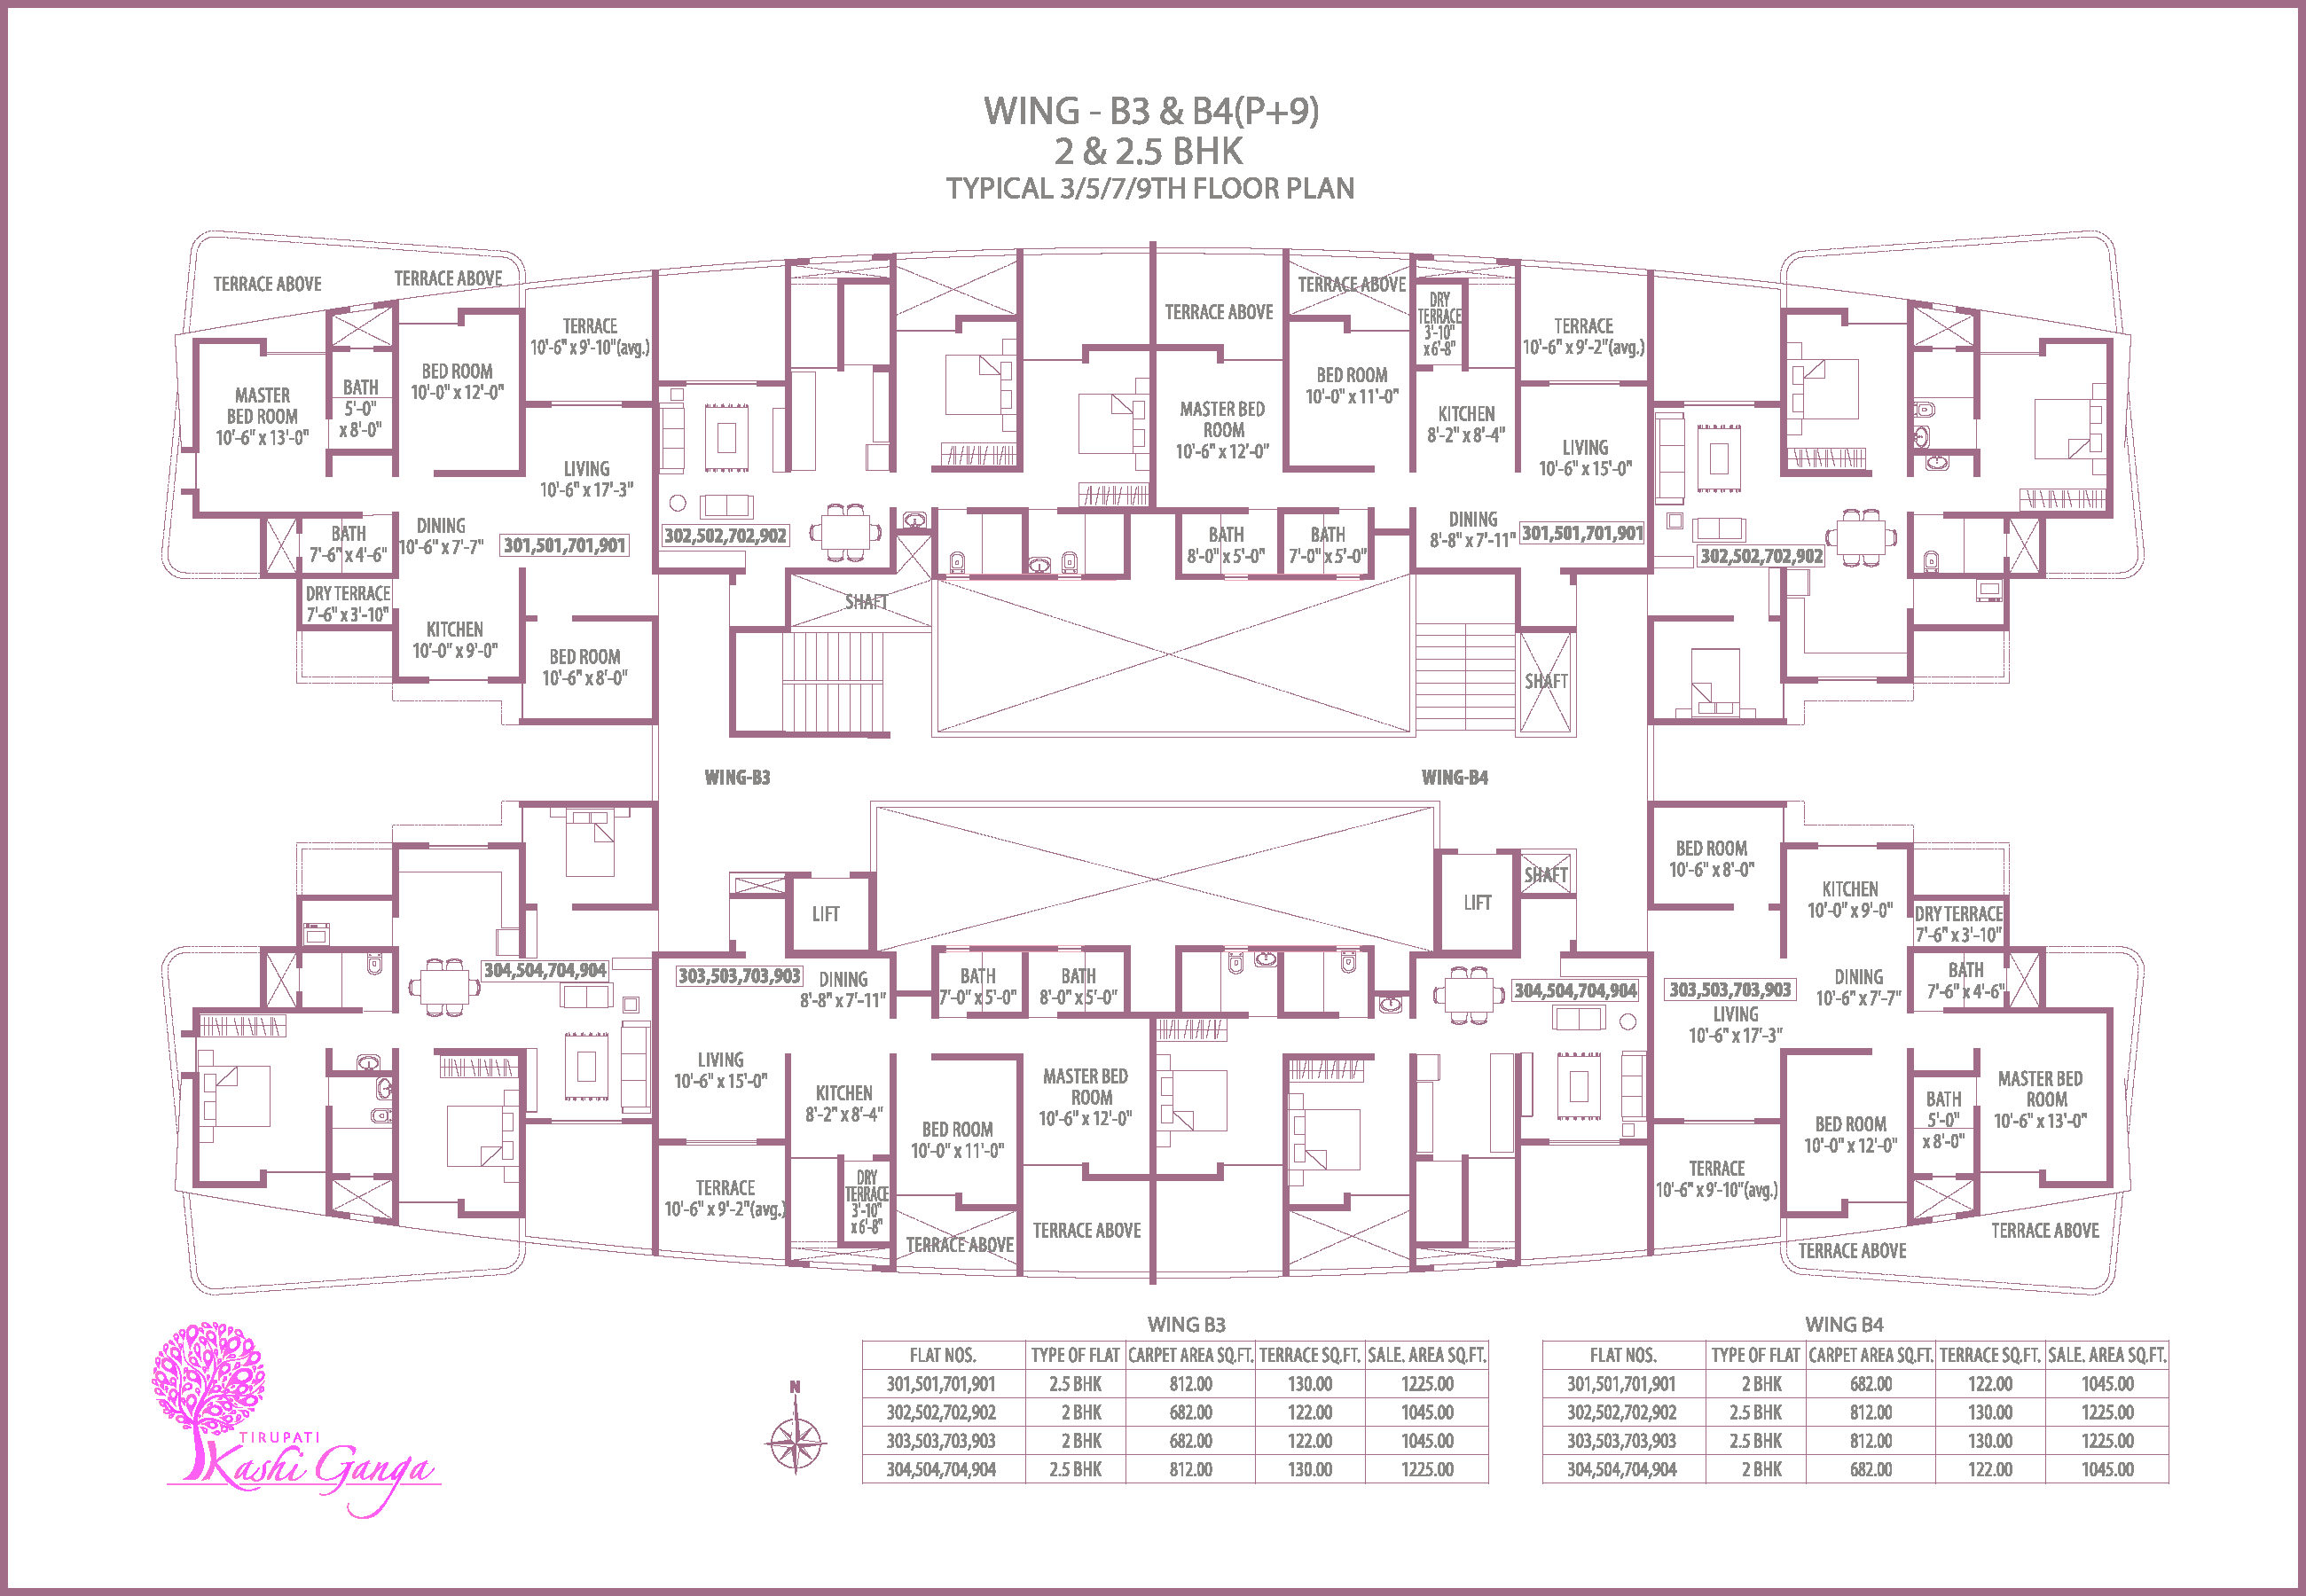 WING - B3 & B4(P+9)
2 & 2.5 BHK
TYPICAL 3/5/7/9TH FLOOR PLAN
TERRACE ABOVE
TERRACE ABOVE
MASTER
BED ROOM
10'-6" x 13'-0"
BATH
5'-0"
x 8'-0"
BED ROOM
10'-0" x 12'-0"
TERRACE
10'-6" x 9'-10"(avg.)
LIVING
10'-6" x 17'-3"
BATH
7'-6" x 4'-6"
DINING
10'-6" x 7'-7"
301,501,701,901
DRY TERRACE
7'-6" x 3'-10"
KITCHEN
10'-0" x 9'-0"
BED ROOM
10'-6" x 8'-0"
302,502,702,902
SHAFT
TERRACE ABOVE
TERRACE ABOVE
MASTER BED
ROOM
10'-6" x 12'-0"
BED ROOM
10'-0" x 11'-0"
DRY
TERRACE
3'-10"
x 6'-8"
TERRACE
10'-6" x 9'-2"(avg.)
KITCHEN
8'-2" x 8'-4"
LIVING
10'-6" x 15'-0"
BATH
8'-0" x 5'-0"
BATH
7'-0" x 5'-0"
DINING
8'-8" x 7'-11"
301,501,701,901
302,502,702,902
SHAFT
WING-B3
WING-B4
LIFT
LIFT
SHAFT
304,504,704,904
303,503,703,903
DINING
8'-8" x 7'-11"
BATH
7'-0" x 5'-0"
BATH
8'-0" x 5'-0"
LIVING
10'-6" x 15'-0"
KITCHEN
8'-2" x 8'-4"
BED ROOM
10'-0" x 11'-0"
MASTER BED
ROOM
10'-6" x 12'-0"
TERRACE
10'-6" x 9'-2"(avg.)
DRY
TERRACE
3'-10"
x 6'-8"
TERRACE ABOVE
TERRACE ABOVE
304,504,704,904
BED ROOM
10'-6" x 8'-0"
KITCHEN
10'-0" x 9'-0"
DRY TERRACE
7'-6" x 3'-10"
303,503,703,903
LIVING
10'-6" x 17'-3"
DINING
10'-6" x 7'-7"
BATH
7'-6" x 4'-6"
BED ROOM
10'-0" x 12'-0"
BATH
5'-0"
x 8'-0"
MASTER BED
ROOM
10'-6" x 13'-0"
TERRACE
10'-6" x 9'-10"(avg.)
TERRACE ABOVE
TERRACE ABOVE
TIRUPATI
Kashi Ganga
N
WING B3
FLAT NOS. TYPE OF FLAT CARPET AREA SQ.FT. TERRACE SQ.FT. SALE. AREA SQ.FT.
301,501,701,901 2.5 BHK 812.00 130.00 1225.00
302,502,702,902 2 BHK 682.00 122.00 1045.00
303,503,703,903 2 BHK 682.00 122.00 1045.00
304,504,704,904 2.5 BHK 812.00 130.00 1225.00
WING B4
FLAT NOS. TYPE OF FLAT CARPET AREA SQ.FT. TERRACE SQ.FT. SALE. AREA SQ.FT.
301,501,701,901 2 BHK 682.00 122.00 1045.00
302,502,702,902 2.5 BHK 812.00 130.00 1225.00
303,503,703,903 2.5 BHK 812.00 130.00 1225.00
304,504,704,904 2 BHK 682.00 122.00 1045.00